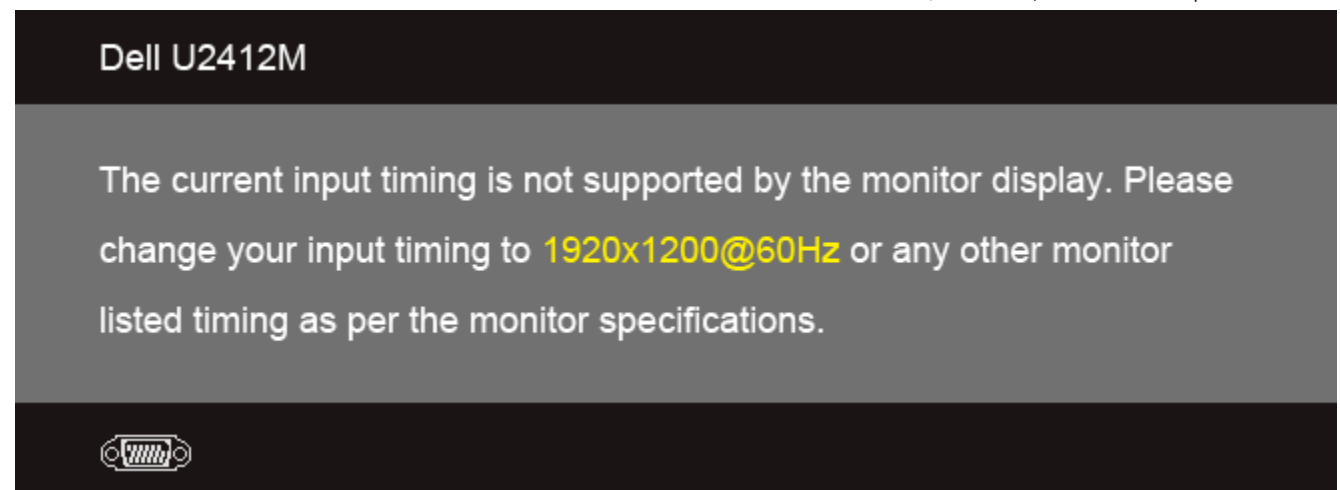 Dell U2412M
The current input timing is not supported by the monitor display. Please
change your input timing to 1920x1200@60Hz or any other monitor
listed timing as per the monitor specifications.